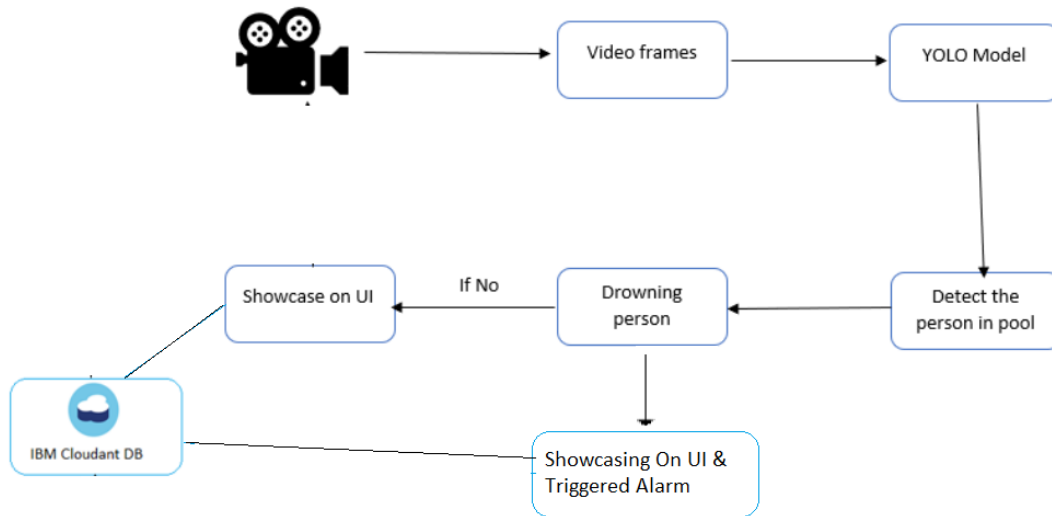 Video frames
YOLO Model
Showcase on UI
If No
Drowning
person
Detect the
person in pool
IBM Cloudant DB
Showcasing On UI &
Triggered Alarm